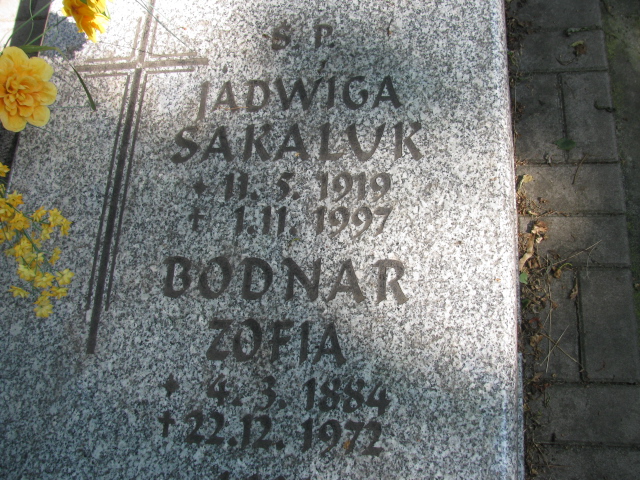 Ś. P.
JADWIGA
SAKALUK
* 11. 5. 1919
† 1. 11. 1997
BODNAR
ZOFIA
* 4. 3. 1884
† 22. 12. 1972